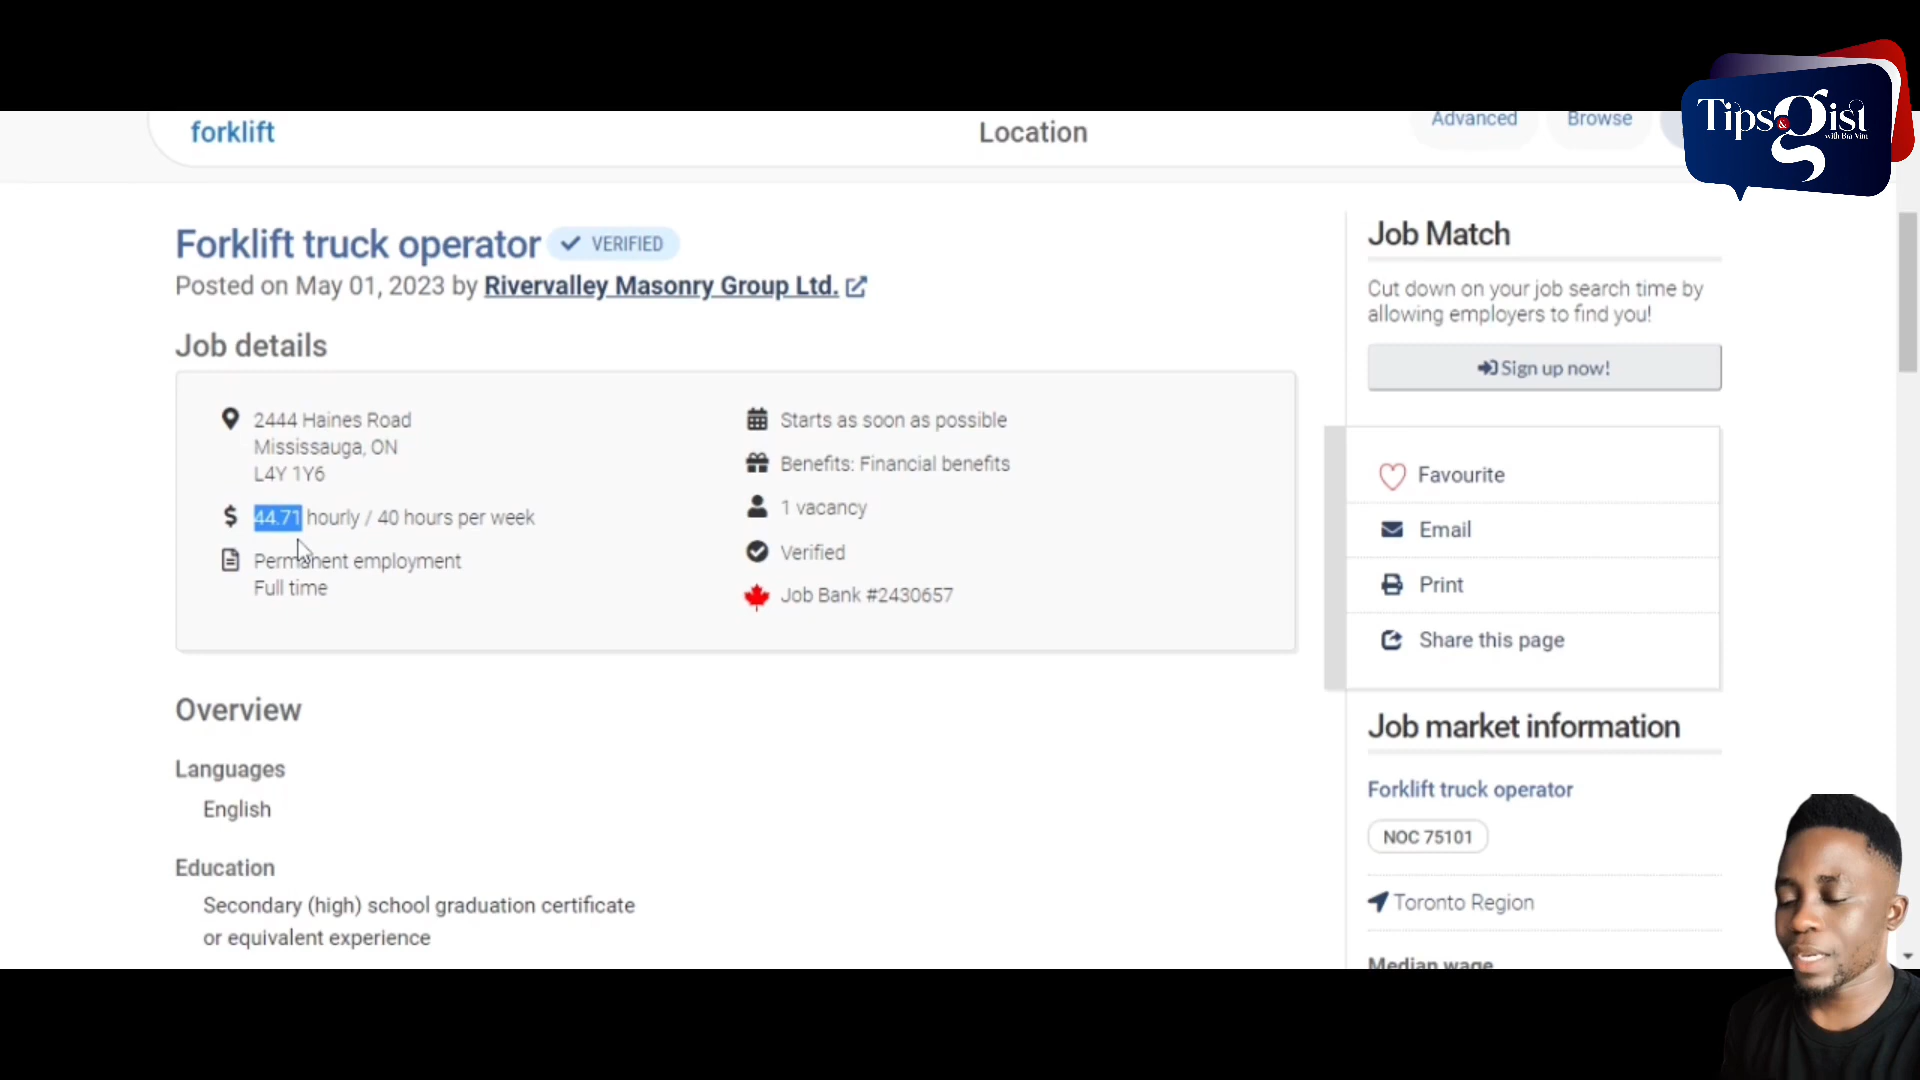 forklift
Location
Advanced
Browse
Tips & gist
with Bra Vim
Forklift truck operator
VERIFIED
Posted on May 01, 2023 by Rivervalley Masonry Group Ltd.
Job details
2444 Haines Road
Mississauga, ON
L4Y 1Y6
44.71 hourly / 40 hours per week
Permanent employment
Full time
Starts as soon as possible
Benefits: Financial benefits
1 vacancy
Verified
Job Bank #2430657
Overview
Languages
English
Education
Secondary (high) school graduation certificate
or equivalent experience
Job Match
Cut down on your job search time by
allowing employers to find you!
Sign up now!
Favourite
Email
Print
Share this page
Job market information
Forklift truck operator
NOC 75101
Toronto Region
Median wage